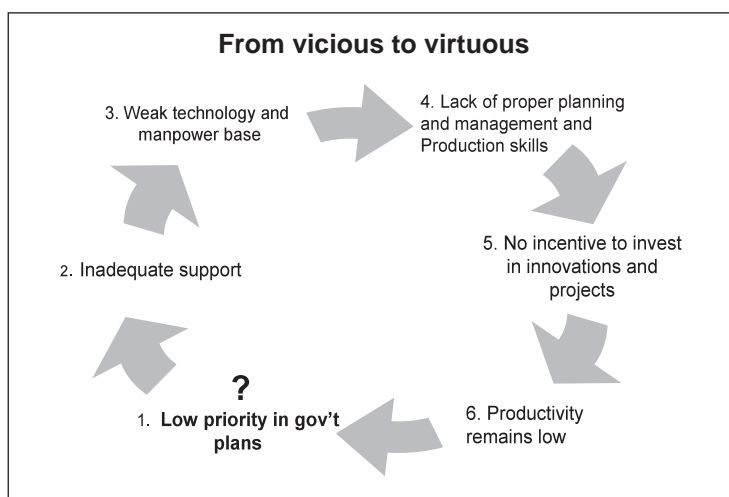 From vicious to virtuous
3. Weak technology and
manpower base
4. Lack of proper planning
and management and
Production skills
5. No incentive to invest
in innovations and
projects
2. Inadequate support
?
1. Low priority in gov't
plans
6. Productivity
remains low